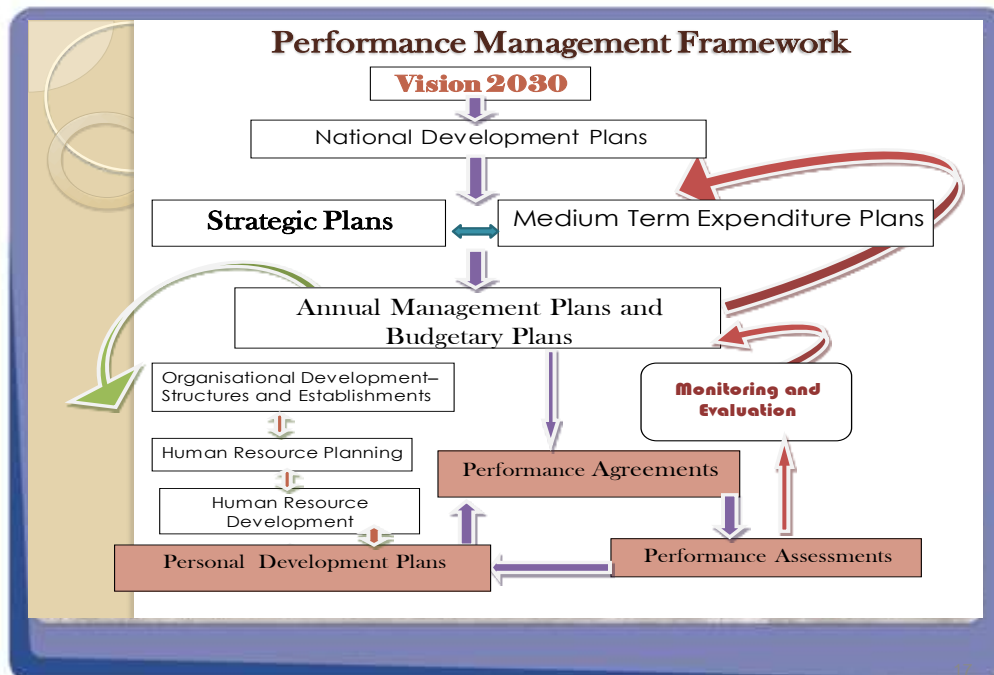 Performance Management Framework
Vision 2030
National Development Plans
Strategic Plans
Medium Term Expenditure Plans
Annual Management Plans and
Budgetary Plans
Organisational Development–
Structures and Establishments
Monitoring and
Evaluation
Human Resource Planning
Performance Agreements
Human Resource
Development
Personal Development Plans
Performance Assessments